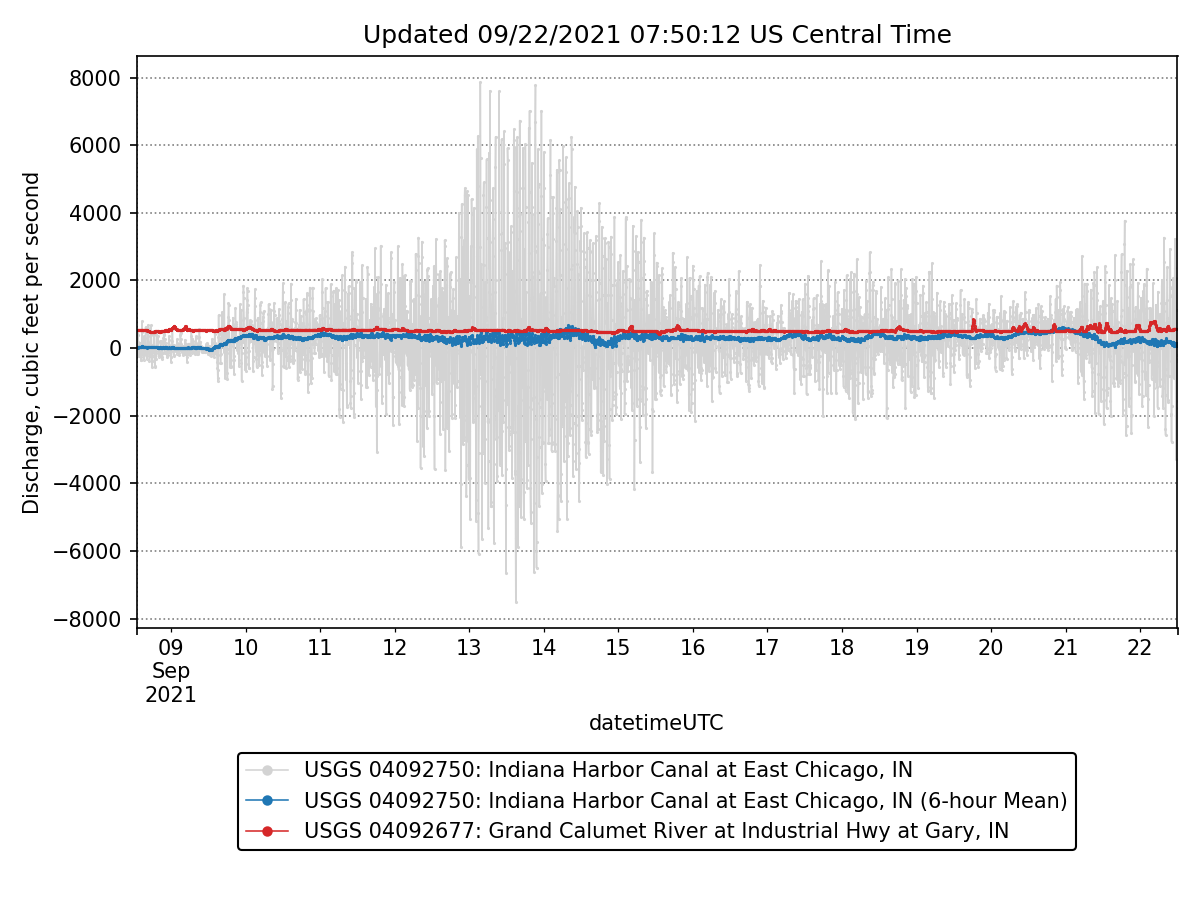 Updated 09/22/2021 07:50:12 US Central Time
Discharge, cubic feet per second
8000
6000
4000
2000
0
−2000
−4000
−6000
−8000
09 10 11 12 13 14 15 16 17 18 19 20 21 22
Sep
2021
datetimeUTC
USGS 04092750: Indiana Harbor Canal at East Chicago, IN
USGS 04092750: Indiana Harbor Canal at East Chicago, IN (6-hour Mean)
USGS 04092677: Grand Calumet River at Industrial Hwy at Gary, IN